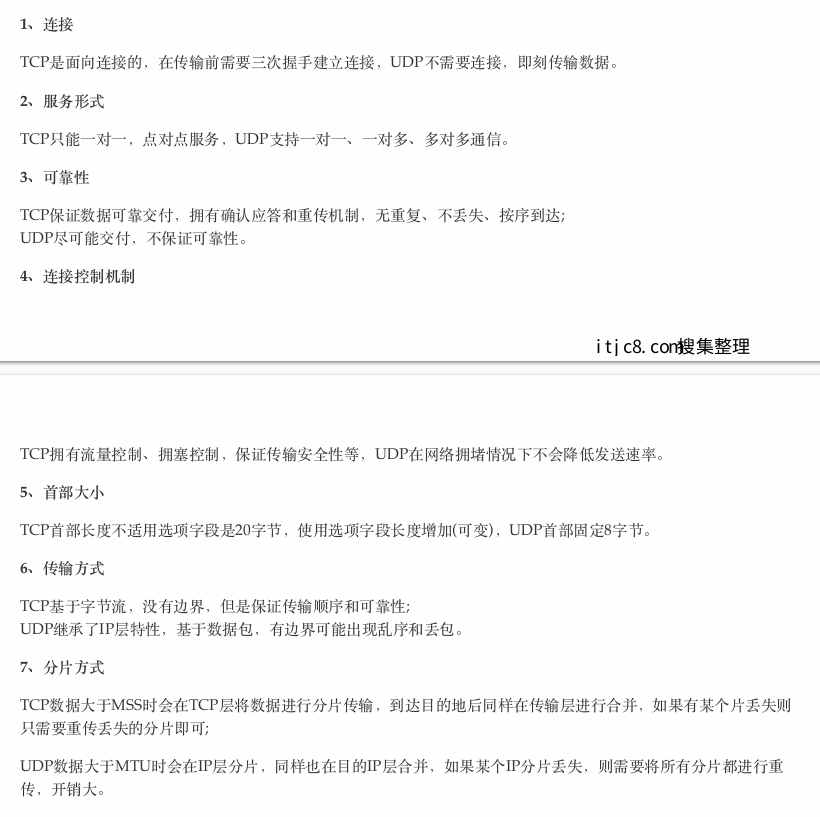 1、连接
TCP是面向连接的，在传输前需要三次握手建立连接，UDP不需要连接，即刻传输数据。
2、服务形式
TCP只能一对一，点对点服务，UDP支持一对一、一对多、多对多通信。
3、可靠性
TCP保证数据可靠交付，拥有确认应答和重传机制，无重复、不丢失、按序到达;
UDP尽可能交付，不保证可靠性。
4、连接控制机制
itjc8.com搜集整理
TCP拥有流量控制、拥塞控制，保证传输安全性等，UDP在网络拥堵情况下不会降低发送速率。
5、首部大小
TCP首部长度不适用选项字段是20字节，使用选项字段长度增加(可变)，UDP首部固定8字节。
6、传输方式
TCP基于字节流，没有边界，但是保证传输顺序和可靠性;
UDP继承了IP层特性，基于数据包，有边界可能出现乱序和丢包。
7、分片方式
TCP数据大于MSS时会在TCP层将数据进行分片传输，到达目的地后同样在传输层进行合并，如果有某个片丢失则
只需要重传丢失的分片即可;
UDP数据大于MTU时会在IP层分片，同样也在目的IP层合并，如果某个IP分片丢失，则需要将所有分片都进行重
传，开销大。